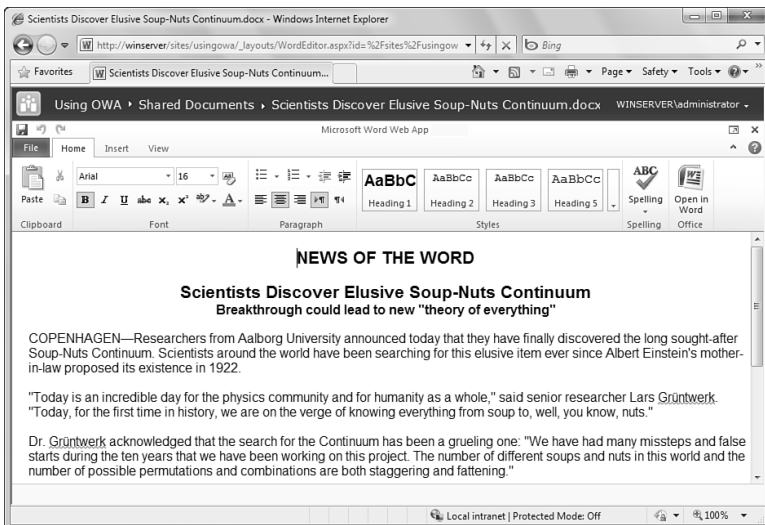 Scientists Discover Elusive Soup-Nuts Continuum.docx - Windows Internet Explorer
http://winserver/sites/usingowa/_layouts/WordEditor.aspx?id=%2Fsites%2Fusingow
Bing
Favorites Scientists Discover Elusive Soup-Nuts Continuum... Page Safety Tools
Using OWA Shared Documents Scientists Discover Elusive Soup-Nuts Continuum.docx WINSERVER\administrator
Microsoft Word Web App
File Home Insert View
Arial 16
AaBbC AaBbCc AaBbCc AaBbCc ABC
Paste B I U abc x₂ x² ab A Heading 1 Heading 2 Heading 3 Heading 5 Spelling Open in
Word
Clipboard Font Paragraph Styles Spelling Office
NEWS OF THE WORD
Scientists Discover Elusive Soup-Nuts Continuum
Breakthrough could lead to new "theory of everything"
COPENHAGEN—Researchers from Aalborg University announced today that they have finally discovered the long sought-after
Soup-Nuts Continuum. Scientists around the world have been searching for this elusive item ever since Albert Einstein's mother-
in-law proposed its existence in 1922.
"Today is an incredible day for the physics community and for humanity as a whole," said senior researcher Lars Grüntwerk.
"Today, for the first time in history, we are on the verge of knowing everything from soup to, well, you know, nuts."
Dr. Grüntwerk acknowledged that the search for the Continuum has been a grueling one: "We have had many missteps and false
starts during the ten years that we have been working on this project. The number of different soups and nuts in this world and the
number of possible permutations and combinations are both staggering and fattening."
Local intranet | Protected Mode: Off 100%